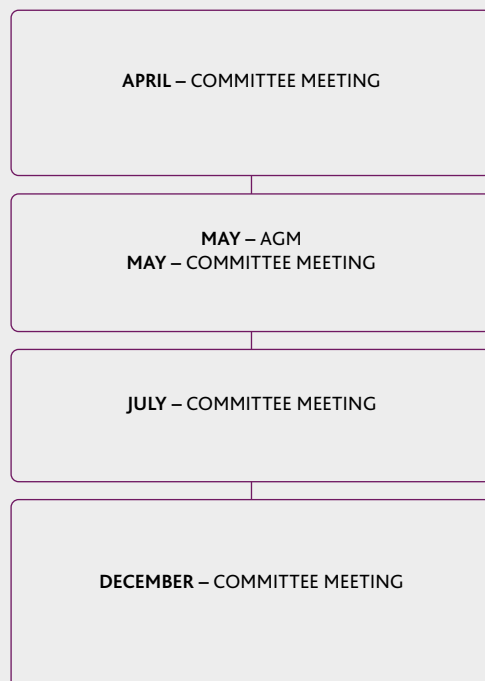 APRIL – COMMITTEE MEETING
MAY – AGM
MAY – COMMITTEE MEETING
JULY – COMMITTEE MEETING
DECEMBER – COMMITTEE MEETING